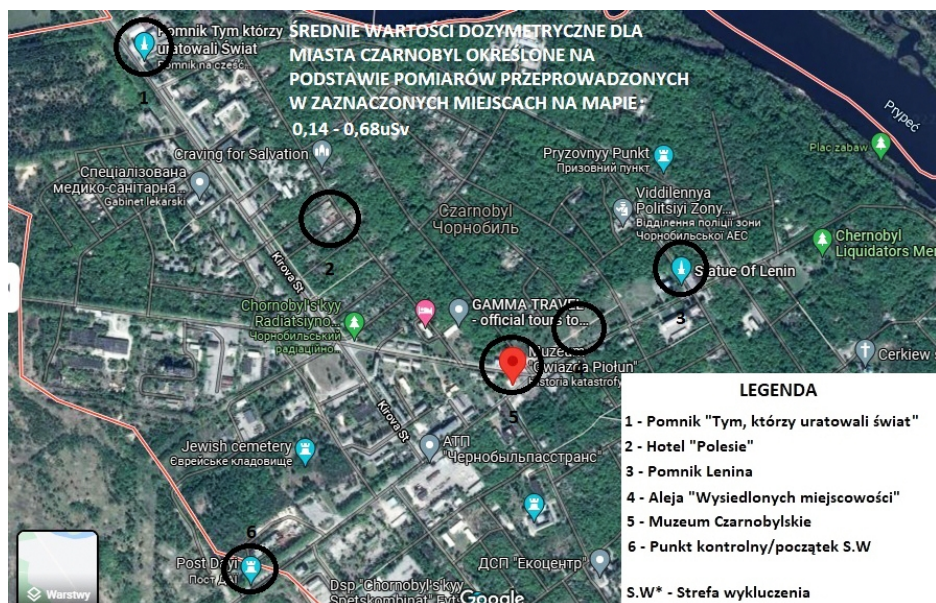 ŚREDNIE WARTOŚCI DOZYMETRYCZNE DLA
MIASTA CZARNOBYL OKREŚLONE NA
PODSTAWIE POMIARÓW PRZEPROWADZONYCH
W ZAZNACZONYCH MIEJSCACH NA MAPIE:
0,14 - 0,68uSv
Pomnik Tym którzy
uratowali Świat
Pomnik na cześć...
1
Prypeć
Plac zabaw
Craving for Salvation
Pryzovnyy Punkt
Призовний пункт
Спеціалізована
медико-санітарна...
Gabinet lekarski
Czarnobyl
Чорнобиль
Viddilennya
Politsiyi Zony...
Відділення поліції зони
Чорнобильської АЕС
2
Kirova St
Statue Of Lenin
Chernobyl
Liquidators Mer
3
Chornobyl's'kyy
Radiatsiyno...
Чорнобильський
радіаційно...
GAMMA TRAVEL
- official tours to...
Muzeum
"Gwiazda Piołun"
historia katastrofy
5
Cerkiew ś
Kirova St
Jewish cemetery
Єврейське кладовище
АТП
"Чернобыльпасстранс"
6
Post Dayi
Пост ДАІ
ДСП "Екоцентр"
Dsp "Chornobyl's'kyy
Spetskombinat"
Google
Warstwy
LEGENDA
1 - Pomnik "Tym, którzy uratowali świat"
2 - Hotel "Polesie"
3 - Pomnik Lenina
4 - Aleja "Wysiedlonych miejscowości"
5 - Muzeum Czarnobylskie
6 - Punkt kontrolny/początek S.W
S.W* - Strefa wykluczenia